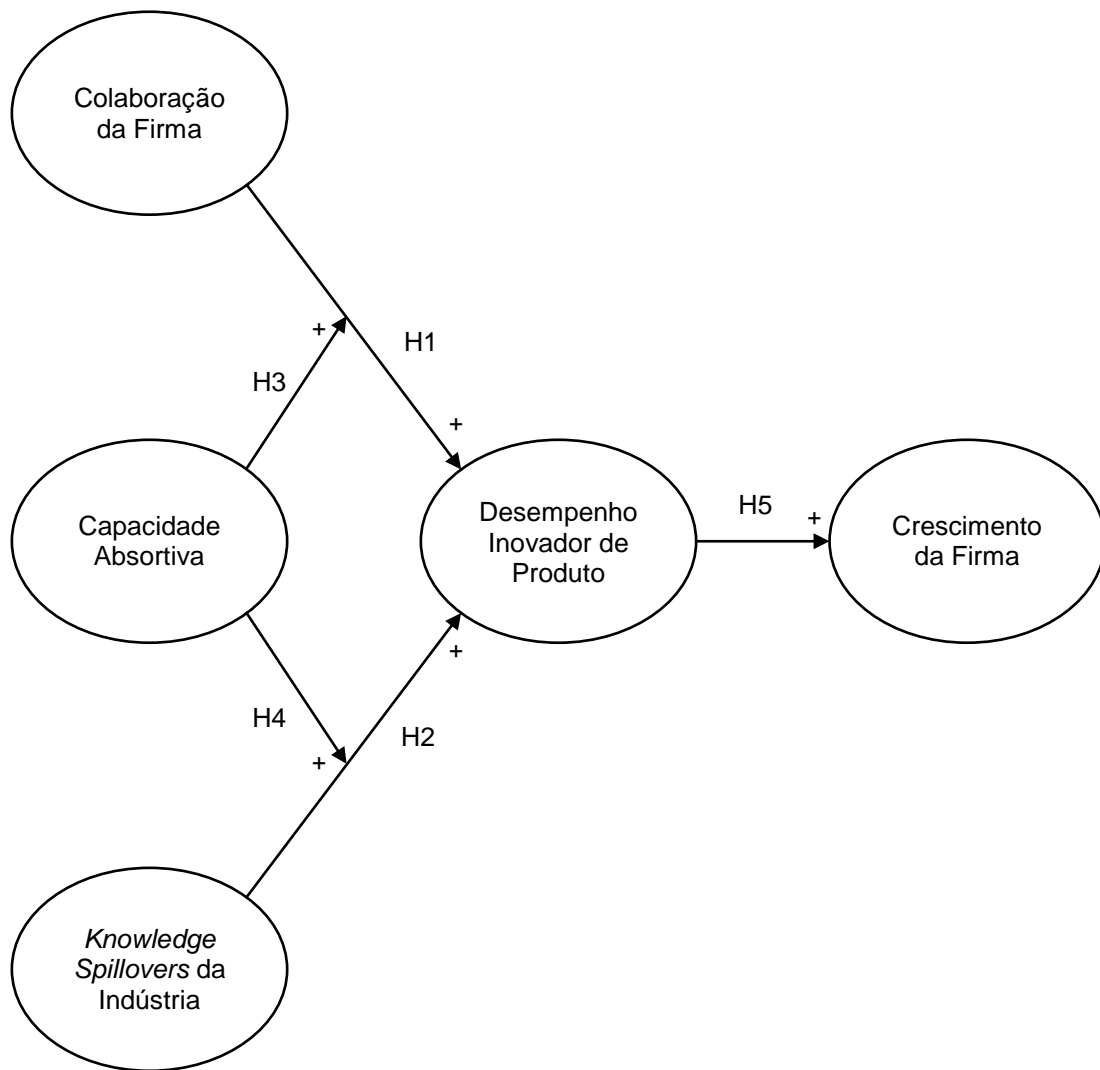 Colaboração
da Firma
+
H1
H3
+
Capacidade
Absortiva
Desempenho
Inovador de
Produto
H5
+
Crescimento
da Firma
+
H4
H2
+
Knowledge
Spillovers da
Indústria